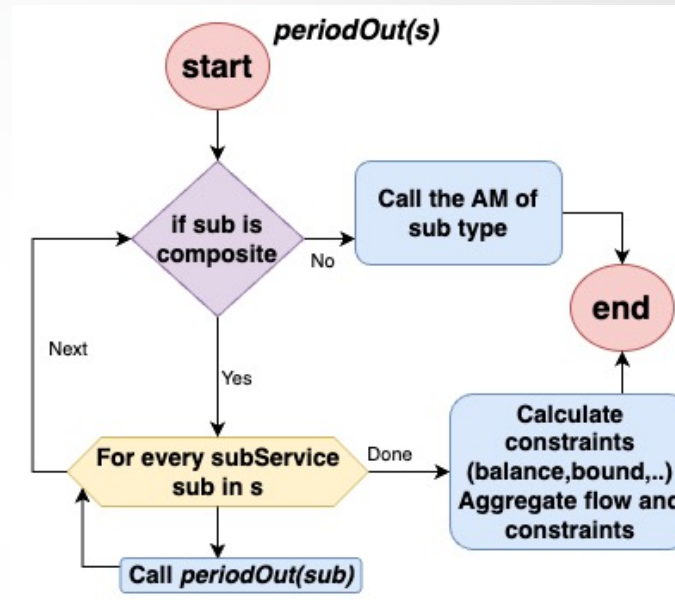 periodOut(s)
start
if sub is
composite
No
Call the AM of
sub type
end
Next
Yes
For every subService
sub in s
Done
Calculate
constraints
(balance,bound,..)
Aggregate flow and
constraints
Call periodOut(sub)